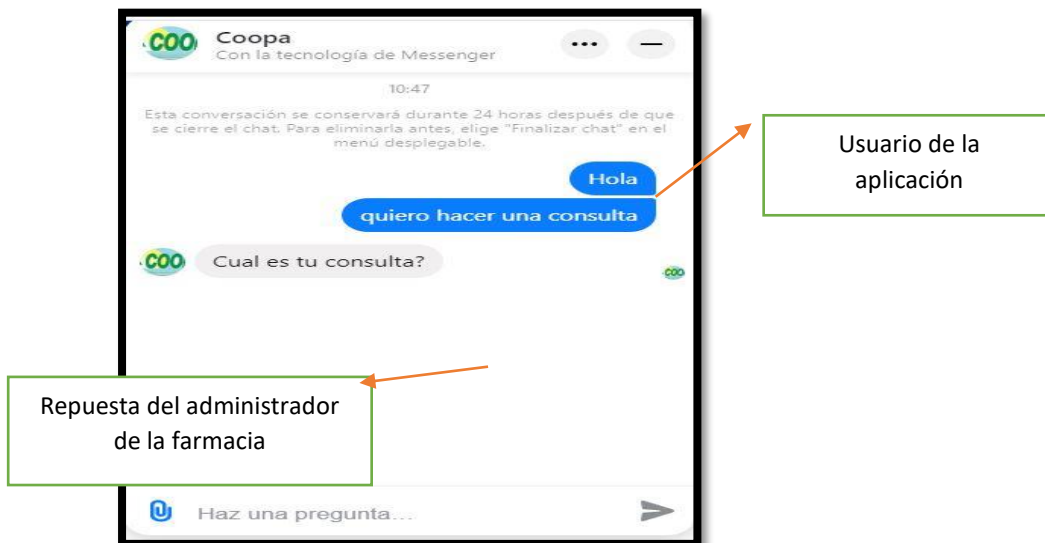 COO
Coopa
Con la tecnología de Messenger
10:47
Esta conversación se conservará durante 24 horas después de que
se cierre el chat. Para eliminarla antes, elige "Finalizar chat" en el
menú desplegable.
Usuario de la
aplicación
Hola
quiero hacer una consulta
COO
Cual es tu consulta?
COO
Repuesta del administrador
de la farmacia
Haz una pregunta...